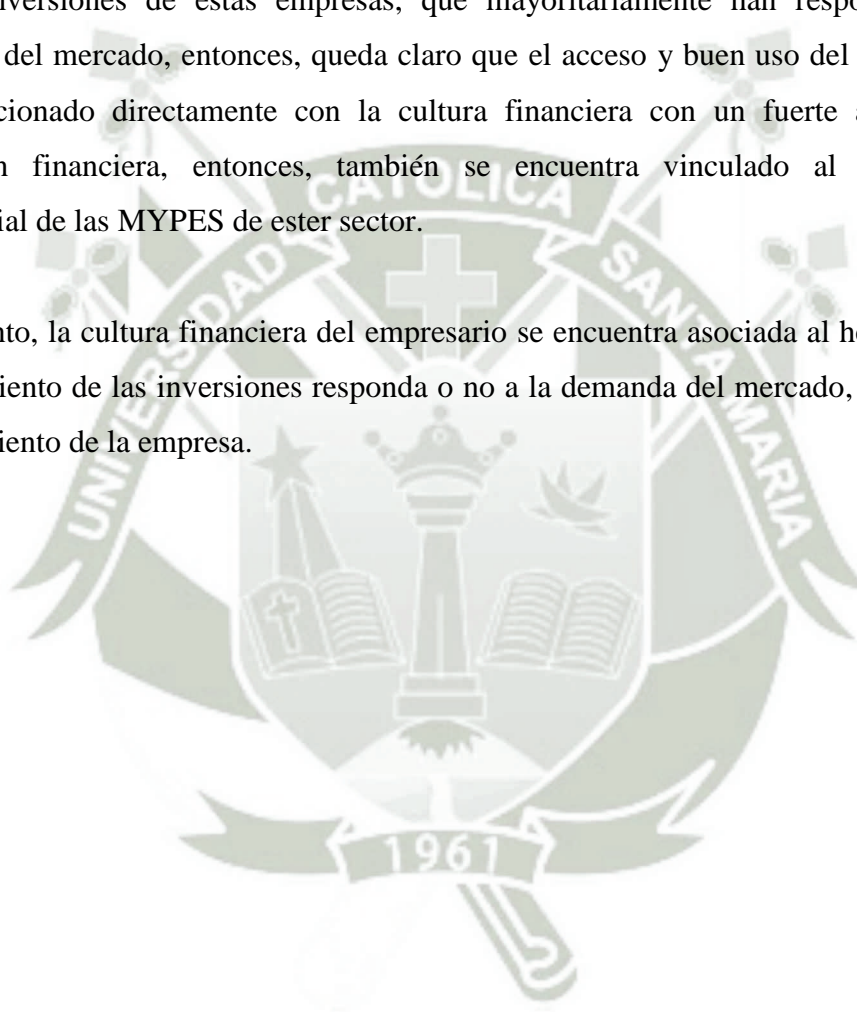 nversiones de estas empresas, que mayoritariamente han respo
del mercado, entonces, queda claro que el acceso y buen uso del
cionado directamente con la cultura financiera con un fuerte a
n financiera, entonces, también se encuentra vinculado al
ial de las MYPES de ester sector.
nto, la cultura financiera del empresario se encuentra asociada al he
iento de las inversiones responda o no a la demanda del mercado,
iento de la empresa.
UNIVERSIDAD CATOLICA SANTA MARIA
1961